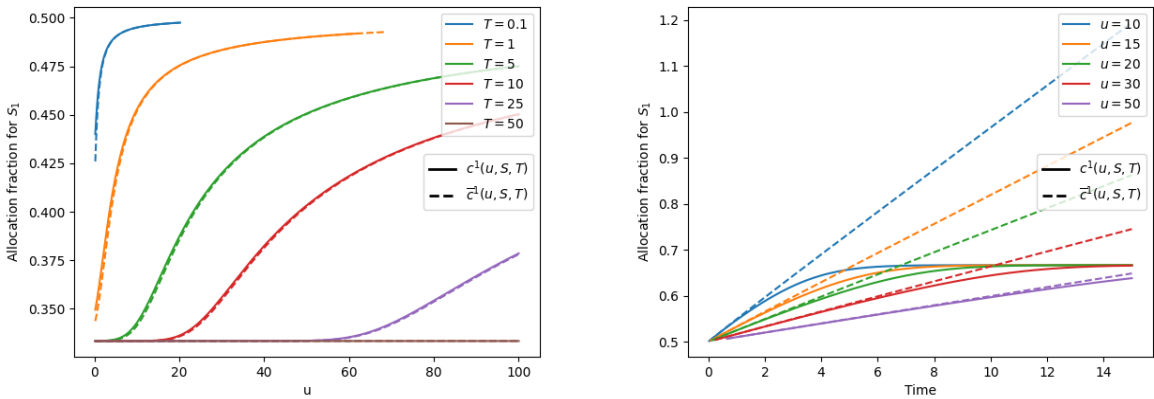 Allocation fraction for $S_1$
0.500
0.475
0.450
0.425
0.400
0.375
0.350
0 20 40 60 80 100
u
T = 0.1
T = 1
T = 5
T = 10
T = 25
T = 50
c¹(u, S, T)
c̄¹(u, S, T)
Allocation fraction for $S_1$
1.2
1.1
1.0
0.9
0.8
0.7
0.6
0.5
0 2 4 6 8 10 12 14
Time
u = 10
u = 15
u = 20
u = 30
u = 50
c¹(u, S, T)
c̄¹(u, S, T)